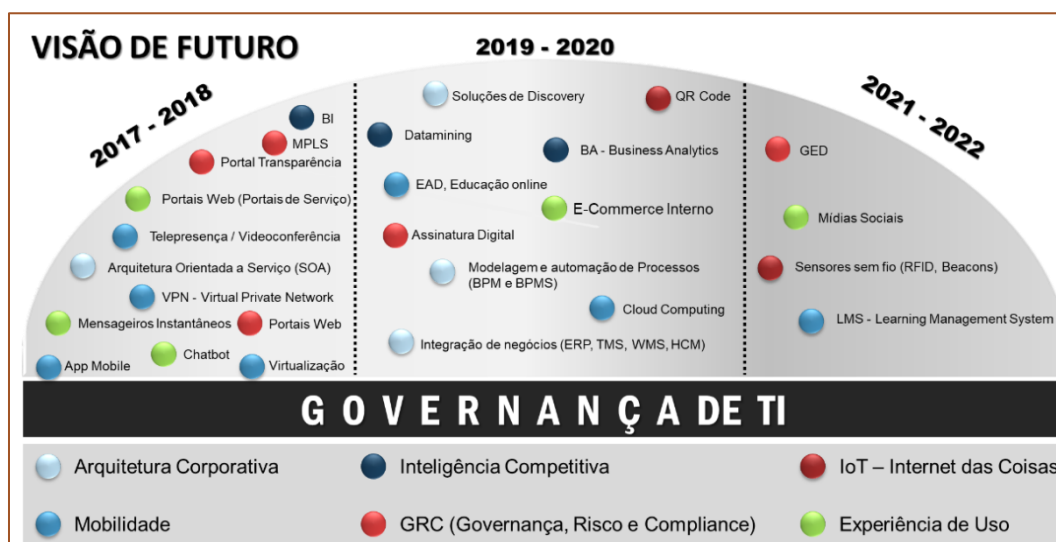 VISÃO DE FUTURO
2017 - 2018
2019 - 2020
2021 - 2022
BI
MPLS
Portal Transparência
Portais Web (Portais de Serviço)
Telepresença / Videoconferência
Arquitetura Orientada a Serviço (SOA)
VPN - Virtual Private Network
Mensageiros Instantâneos
Portais Web
Chatbot
App Mobile
Virtualização
Soluções de Discovery
QR Code
Datamining
BA - Business Analytics
EAD, Educação online
E-Commerce Interno
Assinatura Digital
Modelagem e automação de Processos
(BPM e BPMS)
Cloud Computing
Integração de negócios (ERP, TMS, WMS, HCM)
GED
Mídias Sociais
Sensores sem fio (RFID, Beacons)
LMS - Learning Management System
GOVERNANÇA DE TI
Arquitetura Corporativa
Inteligência Competitiva
IoT – Internet das Coisas
Mobilidade
GRC (Governança, Risco e Compliance)
Experiência de Uso